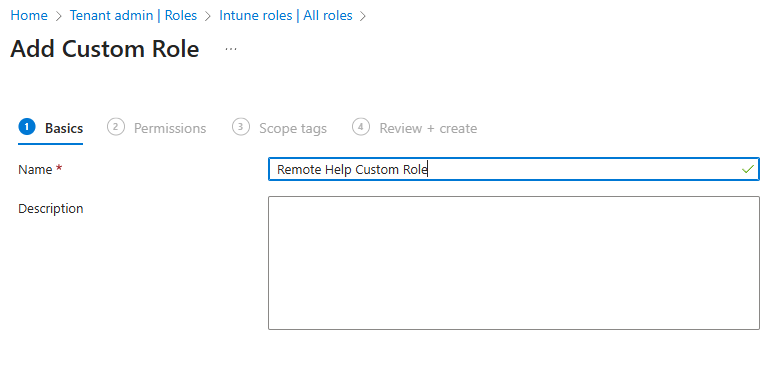 Home > Tenant admin | Roles > Intune roles | All roles >
Add Custom Role ...
1 Basics 2 Permissions 3 Scope tags 4 Review + create
Name * Remote Help Custom Role
Description